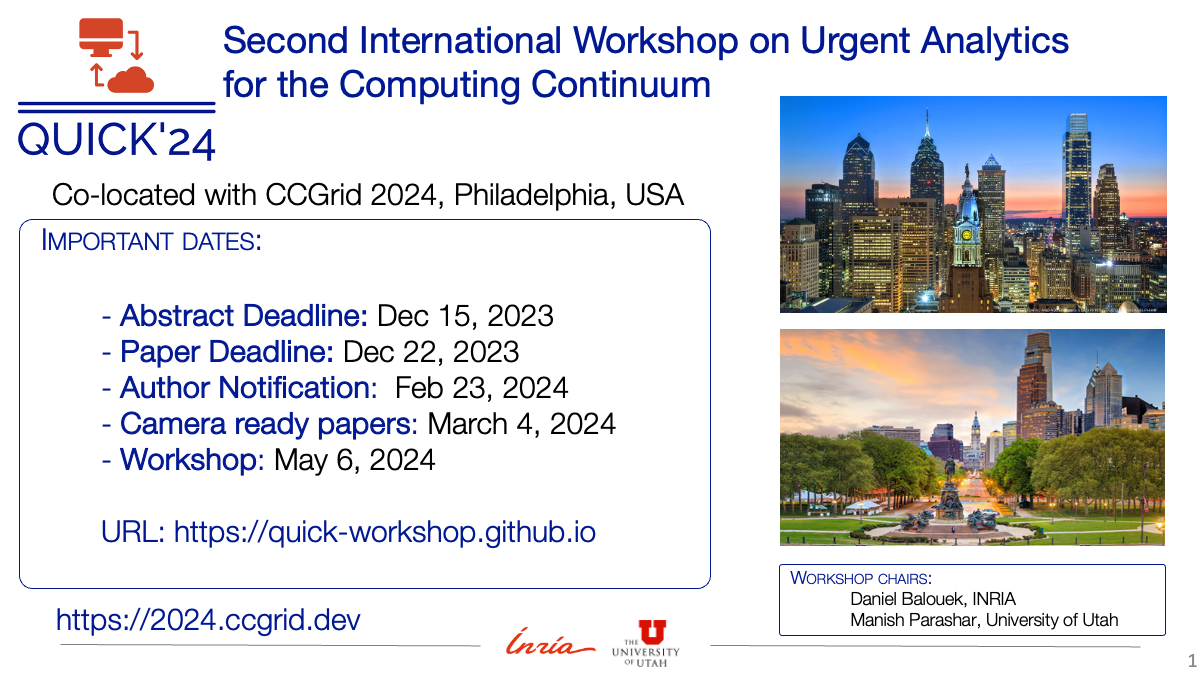 Second International Workshop on Urgent Analytics
for the Computing Continuum
QUICK'24
Co-located with CCGrid 2024, Philadelphia, USA
IMPORTANT DATES:
- Abstract Deadline: Dec 15, 2023
- Paper Deadline: Dec 22, 2023
- Author Notification: Feb 23, 2024
- Camera ready papers: March 4, 2024
- Workshop: May 6, 2024
URL: https://quick-workshop.github.io
WORKSHOP CHAIRS:
Daniel Balouek, INRIA
Manish Parashar, University of Utah
https://2024.ccgrid.dev
Inria
U
THE
UNIVERSITY
OF UTAH
1